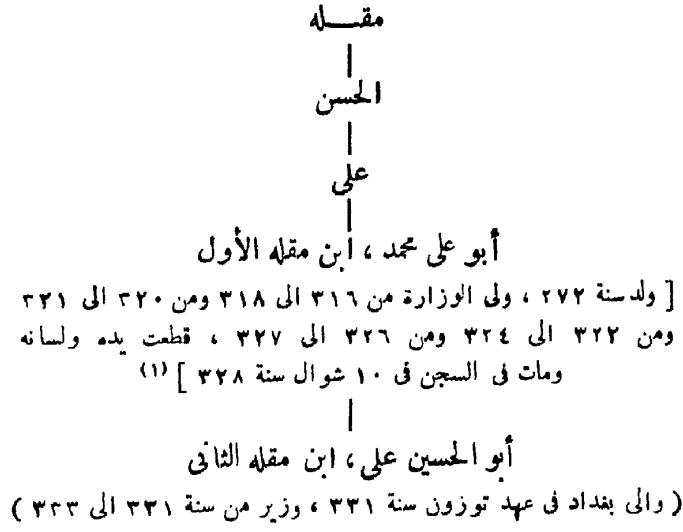 مقـــله
الحسن
علي
أبو على محمد ، ابن مقله الأول
[ ولد سنة ٢٧٢ ، ولى الوزارة من ٣١٦ الى ٣١٨ ومن ٣٢٠ الى ٣٢١
ومن ٣٢٢ الى ٣٢٤ ومن ٣٢٦ الى ٣٢٧ ، قطعت يده ولسانه
ومات فى السجن فى ١٠ شوال سنة ٣٢٨ ] (١)
أبو الحسين علي ، ابن مقله الثانى
( والى بغداد فى عهد توزون سنة ٣٣١ ، وزير من سنة ٣٣١ الى ٣٣٣ )